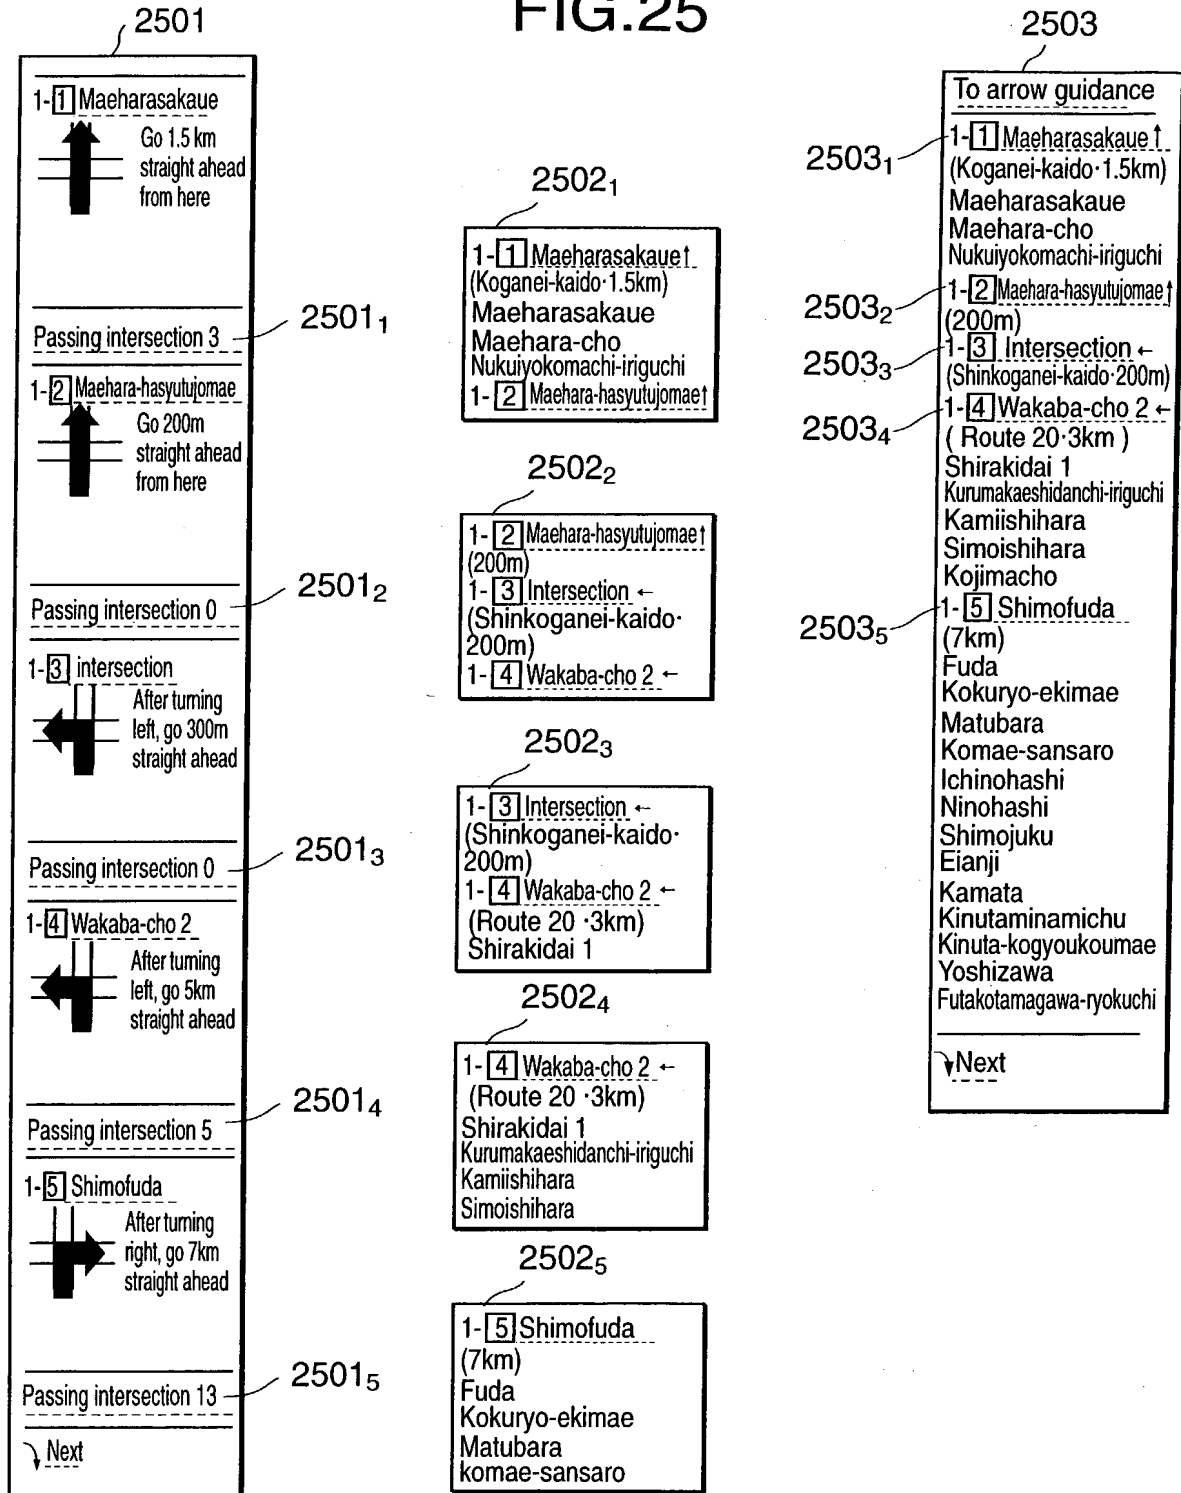 FIG.25
2501
1-1 Maeharasakaue
Go 1.5 km
straight ahead
from here
Passing intersection 3
2501₁
1-2 Maehara-hasyutujomae
Go 200m
straight ahead
from here
Passing intersection 0
2501₂
1-3 intersection
After turning
left, go 300m
straight ahead
Passing intersection 0
2501₃
1-4 Wakaba-cho 2
After turning
left, go 5km
straight ahead
Passing intersection 5
2501₄
1-5 Shimofuda
After turning
right, go 7km
straight ahead
Passing intersection 13
2501₅
Next
2502₁
1-1 Maeharasakaue↑
(Koganei-kaido·1.5km)
Maeharasakaue
Maehara-cho
Nukuiyokomachi-iriguchi
1-2 Maehara-hasyutujomae↑
2502₂
1-2 Maehara-hasyutujomae↑
(200m)
1-3 Intersection ←
(Shinkoganei-kaido·
200m)
1-4 Wakaba-cho 2 ←
2502₃
1-3 Intersection ←
(Shinkoganei-kaido·
200m)
1-4 Wakaba-cho 2 ←
(Route 20 ·3km)
Shirakidai 1
2502₄
1-4 Wakaba-cho 2 ←
(Route 20 ·3km)
Shirakidai 1
Kurumakaeshidanchi-iriguchi
Kamiishihara
Simoishihara
2502₅
1-5 Shimofuda
(7km)
Fuda
Kokuryo-ekimae
Matubara
komae-sansaro
2503
To arrow guidance
2503₁
1-1 Maeharasakaue↑
(Koganei-kaido·1.5km)
Maeharasakaue
Maehara-cho
Nukuiyokomachi-iriguchi
2503₂
1-2 Maehara-hasyutujomae↑
(200m)
2503₃
1-3 Intersection ←
(Shinkoganei-kaido·200m)
2503₄
1-4 Wakaba-cho 2 ←
( Route 20·3km )
Shirakidai 1
Kurumakaeshidanchi-iriguchi
Kamiishihara
Simoishihara
Kojimacho
2503₅
1-5 Shimofuda
(7km)
Fuda
Kokuryo-ekimae
Matubara
Komae-sansaro
Ichinohashi
Ninohashi
Shimojuku
Eianji
Kamata
Kinutaminamichu
Kinuta-kogyoukoumae
Yoshizawa
Futakotamagawa-ryokuchi
Next